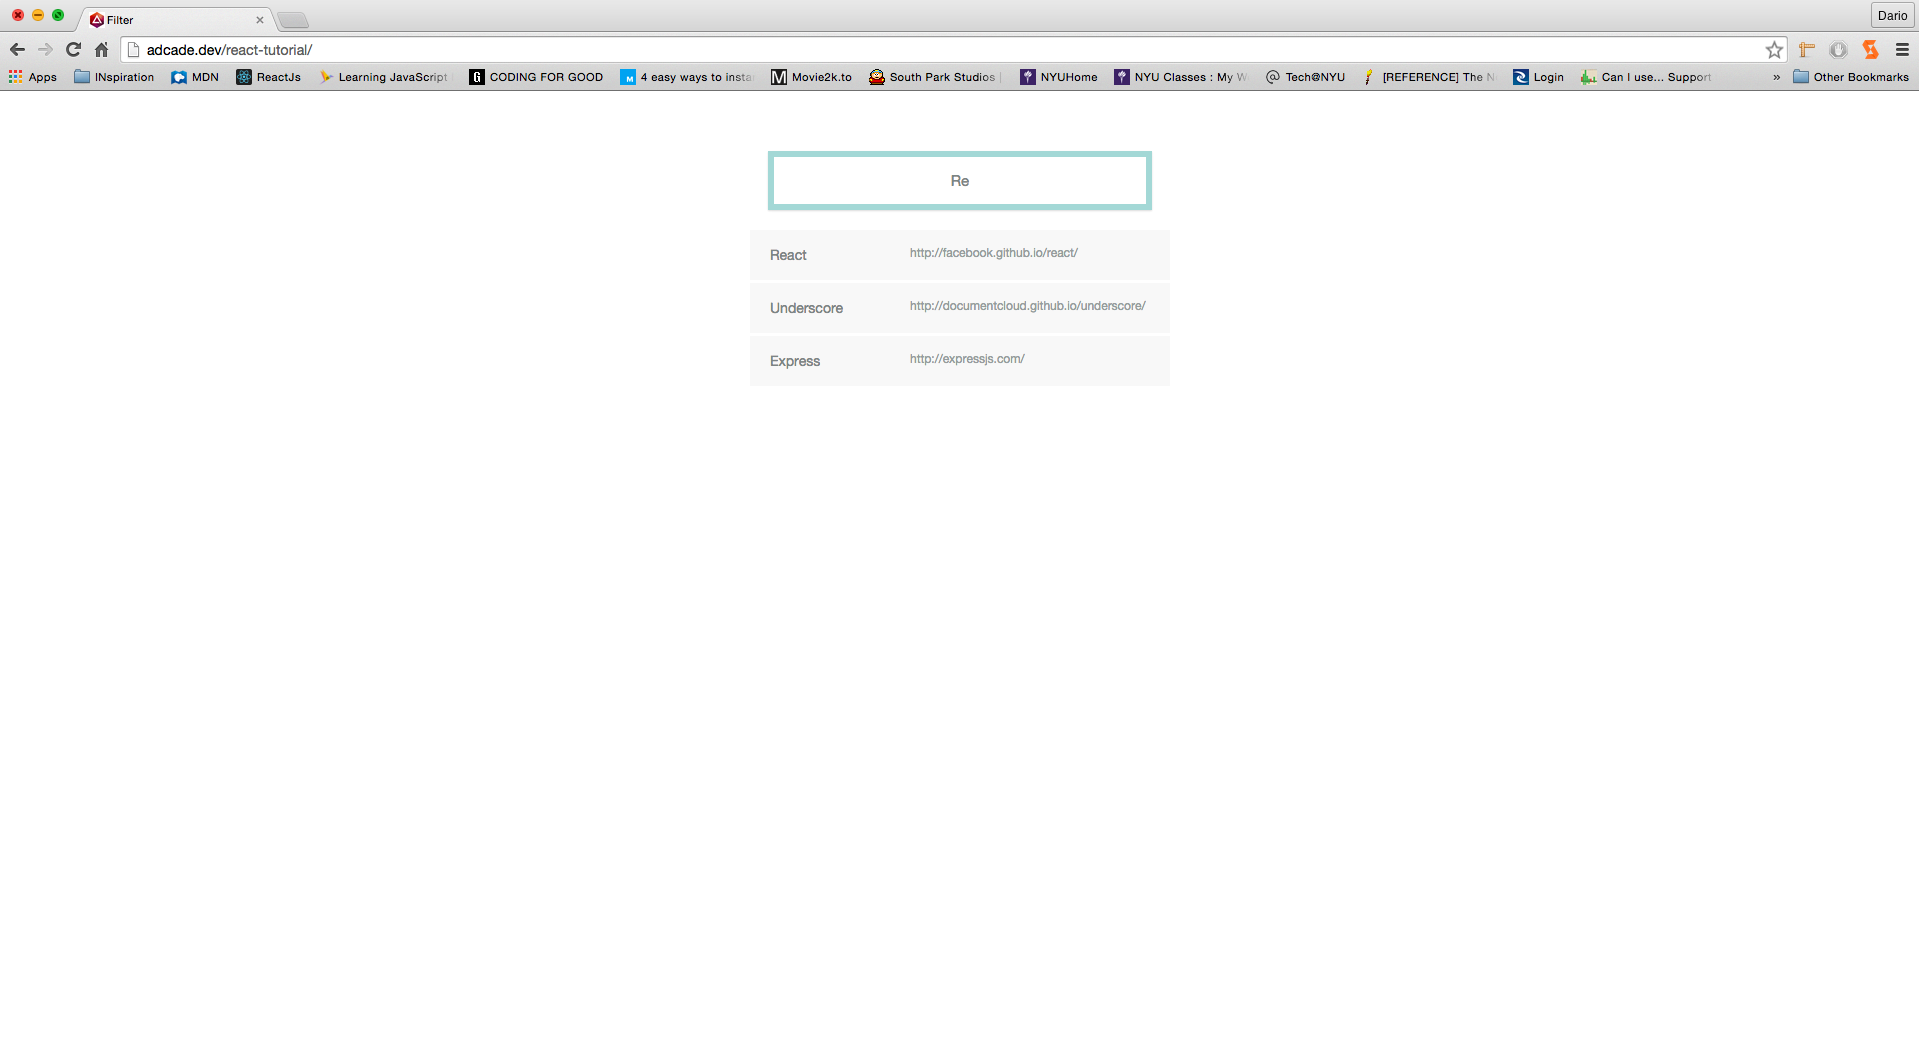 Filter
Dario
adcade.dev/react-tutorial/
Apps INspiration MDN ReactJs Learning JavaScript CODING FOR GOOD 4 easy ways to insta Movie2k.to South Park Studios NYUHome NYU Classes : My W Tech@NYU [REFERENCE] The N Login Can I use... Support » Other Bookmarks
Re
React http://facebook.github.io/react/
Underscore http://documentcloud.github.io/underscore/
Express http://expressjs.com/